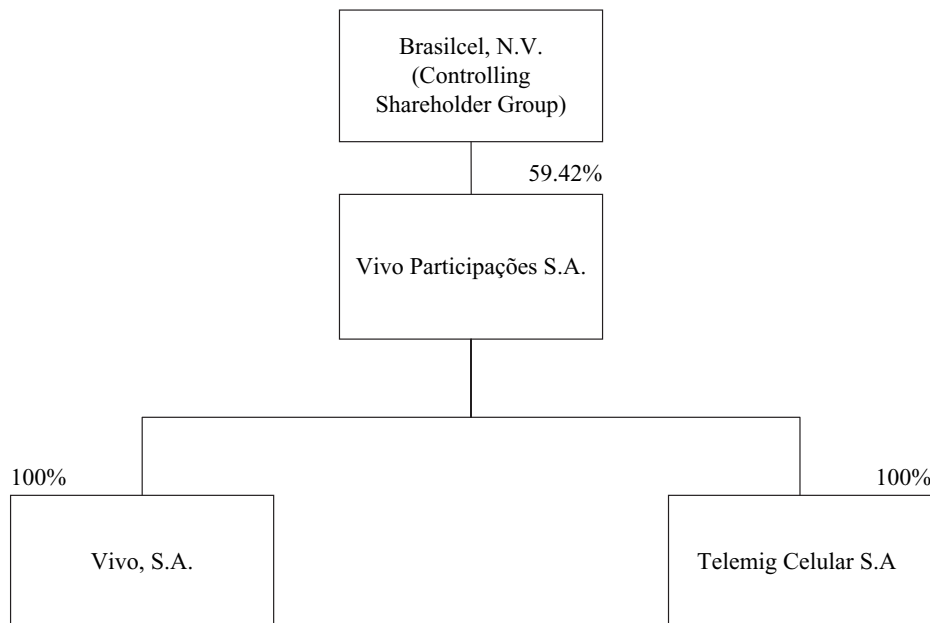 Brasilcel, N.V.
(Controlling
Shareholder Group)
59.42%
Vivo Participações S.A.
100%
100%
Vivo, S.A.
Telemig Celular S.A